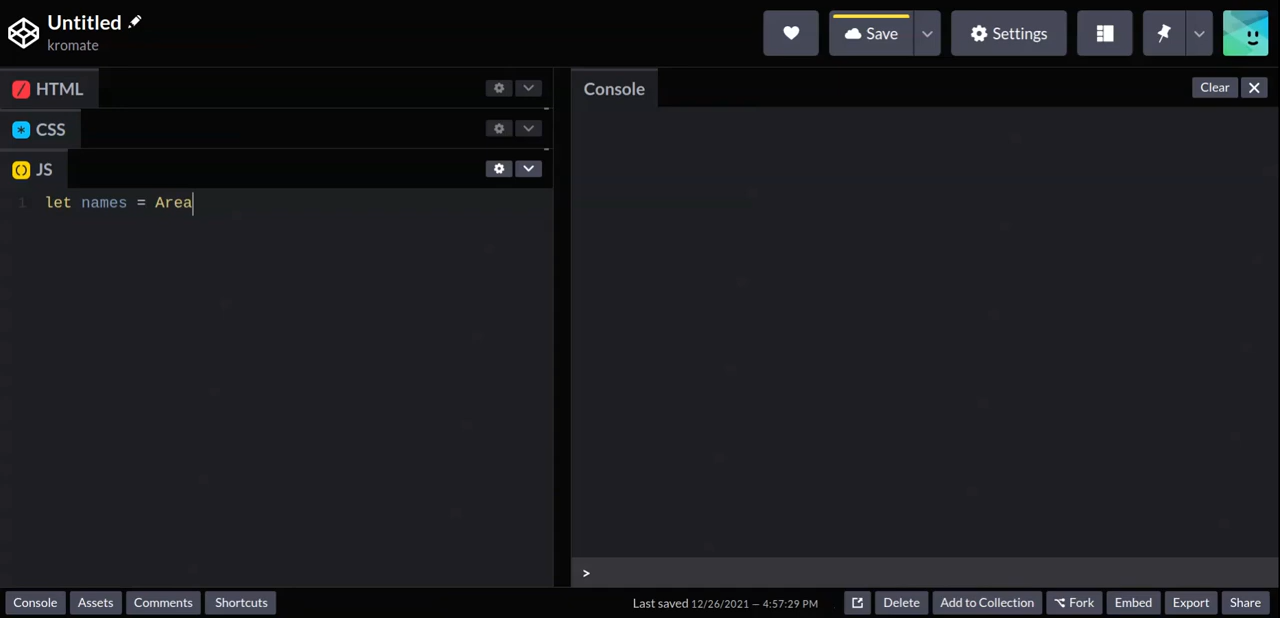 Untitled
kromate
Save
Settings
HTML
CSS
JS
1 let names = Area
Console
Clear
>
Console Assets Comments Shortcuts
Last saved 12/26/2021 — 4:57:29 PM
Delete Add to Collection Fork Embed Export Share